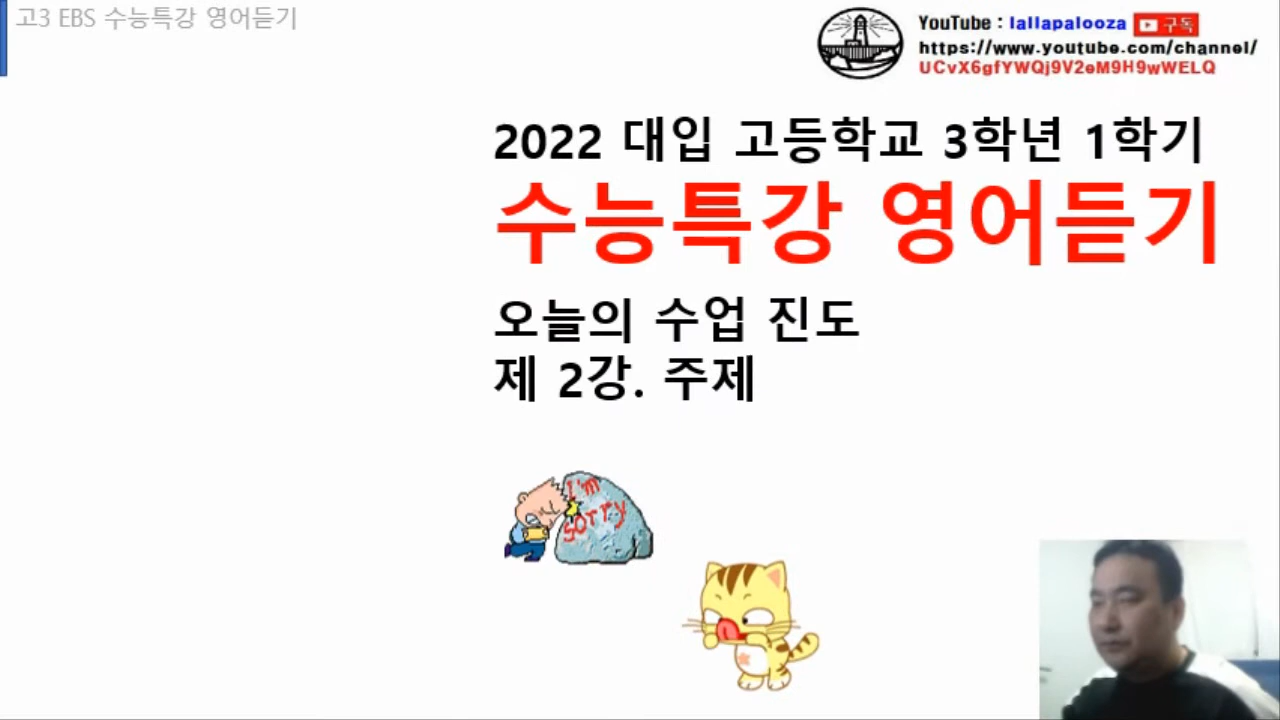 고3 EBS 수능특강 영어듣기
YouTube : lallapalooza 구독
https://www.youtube.com/channel/
UCvX6gfYWQj9V2eM9H9wWELQ
2022 대입 고등학교 3학년 1학기
수능특강 영어듣기
오늘의 수업 진도
제 2강. 주제
I'm
sorry